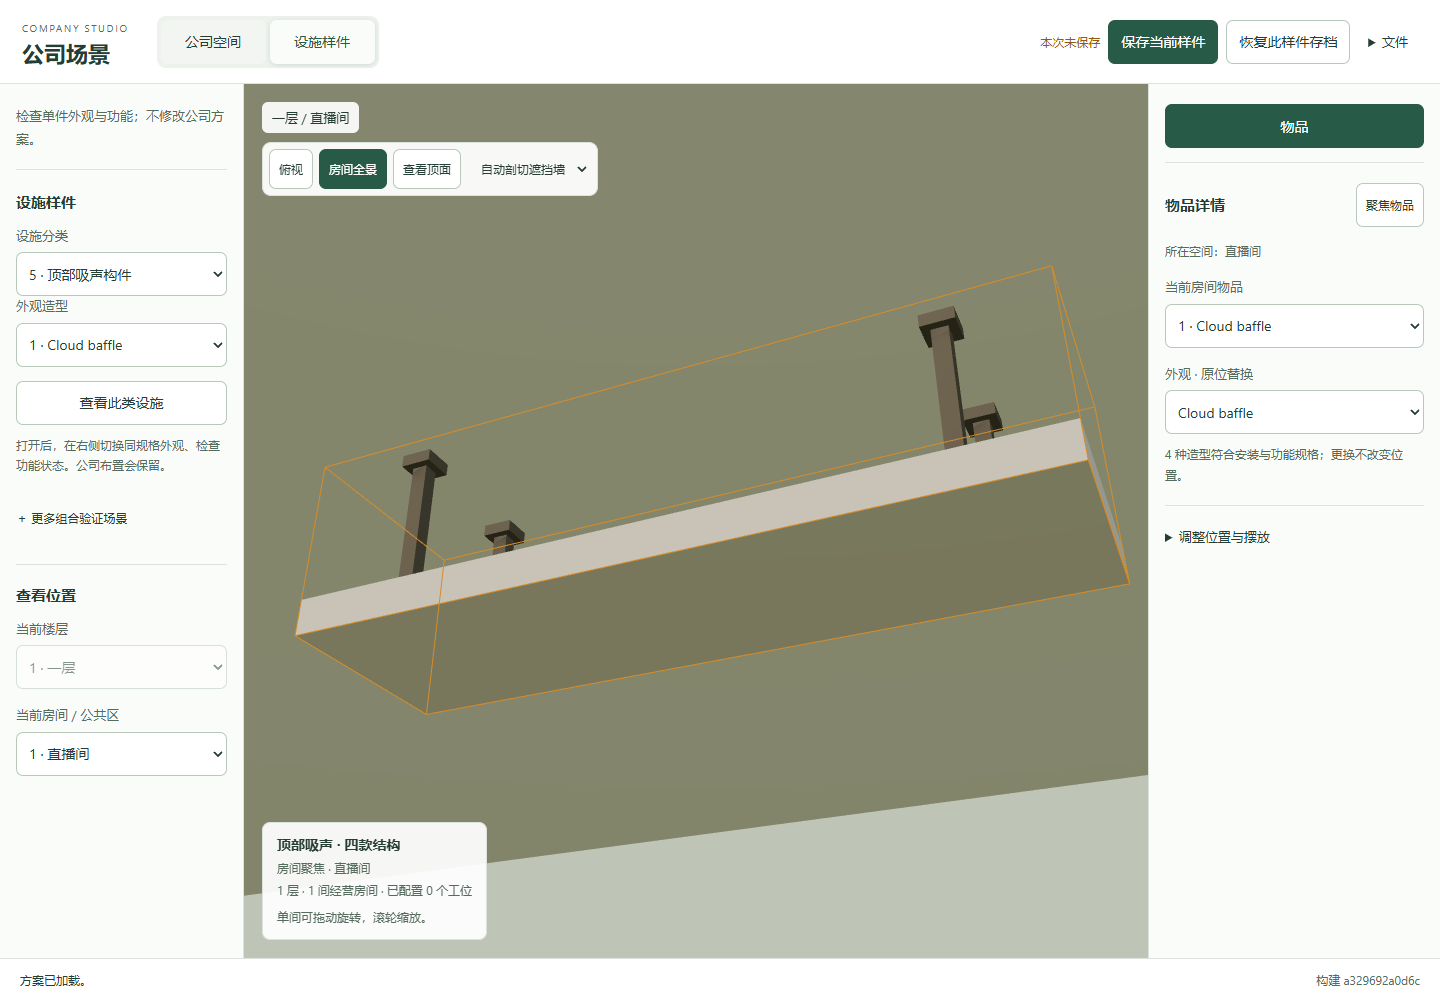 COMPANY STUDIO
公司场景
公司空间
设施样件
本次未保存
保存当前样件
恢复此样件存档
▶ 文件
检查单件外观与功能；不修改公司方
案。
设施样件
设施分类
5 · 顶部吸声构件
外观造型
1 · Cloud baffle
查看此类设施
打开后，在右侧切换同规格外观、检查
功能状态。公司布置会保留。
+ 更多组合验证场景
查看位置
当前楼层
1 · 一层
当前房间 / 公共区
1 · 直播间
一层 / 直播间
俯视
房间全景
查看顶面
自动剖切遮挡墙
顶部吸声 · 四款结构
房间聚焦 · 直播间
1 层 · 1 间经营房间 · 已配置 0 个工位
单间可拖动旋转，滚轮缩放。
物品
物品详情
聚焦物品
所在空间：直播间
当前房间物品
1 · Cloud baffle
外观 · 原位替换
Cloud baffle
4 种造型符合安装与功能规格；更换不改变位
置。
▶ 调整位置与摆放
方案已加载。
构建 a329692a0d6c